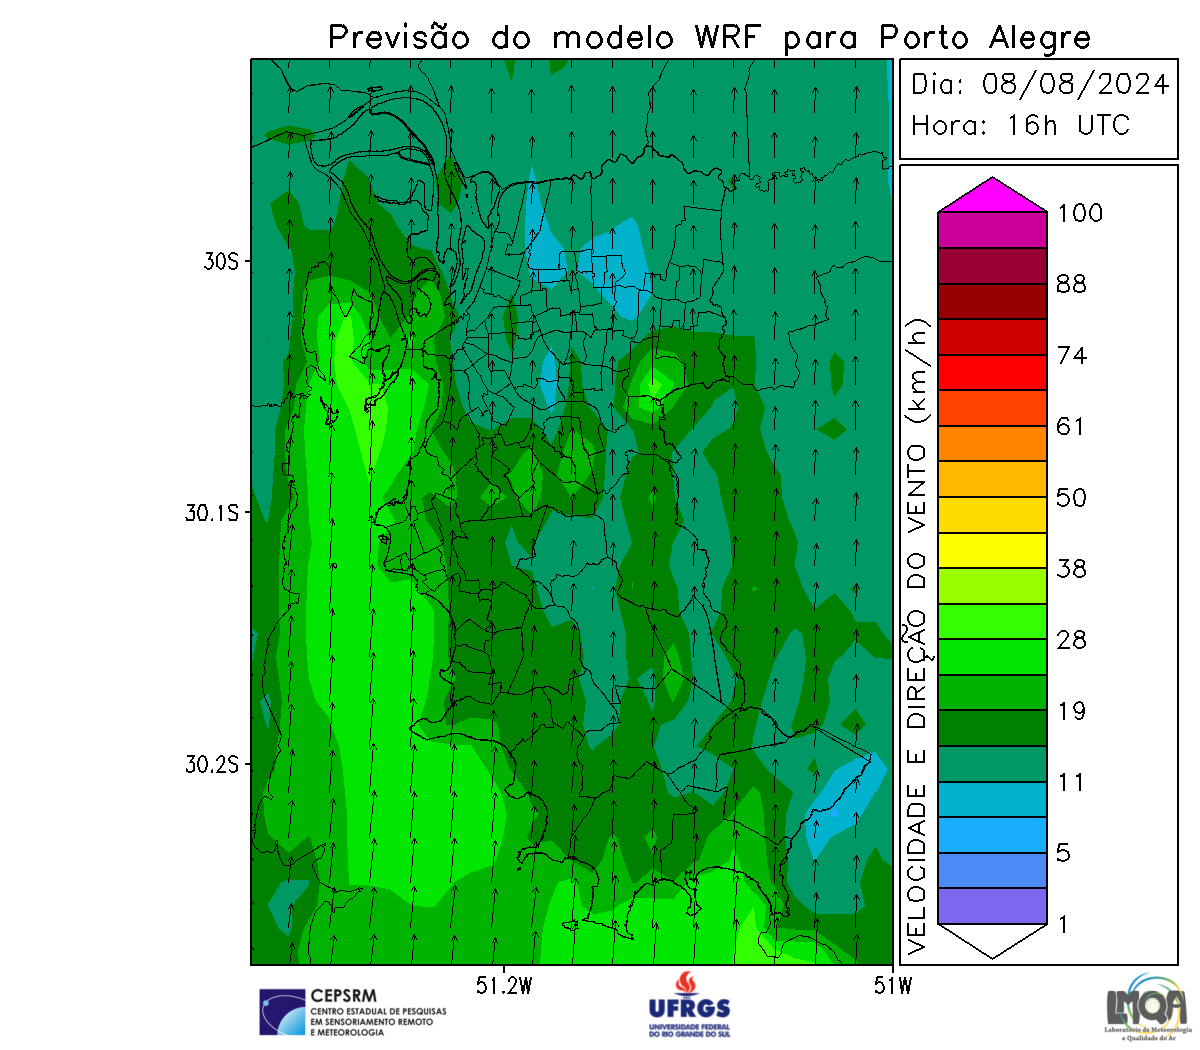 Previsão do modelo WRF para Porto Alegre
Dia: 08/08/2024
Hora: 16h UTC
30S
30.1S
30.2S
51.2W
51W
VELOCIDADE E DIREÇÃO DO VENTO (km/h)
100
88
74
61
50
38
28
19
11
5
1
CEPSRM
CENTRO ESTADUAL DE PESQUISAS
EM SENSORIAMENTO REMOTO
E METEOROLOGIA
UFRGS
UNIVERSIDADE FEDERAL
DO RIO GRANDE DO SUL
LMQA
Laboratório de Meteorologia
e Qualidade do Ar